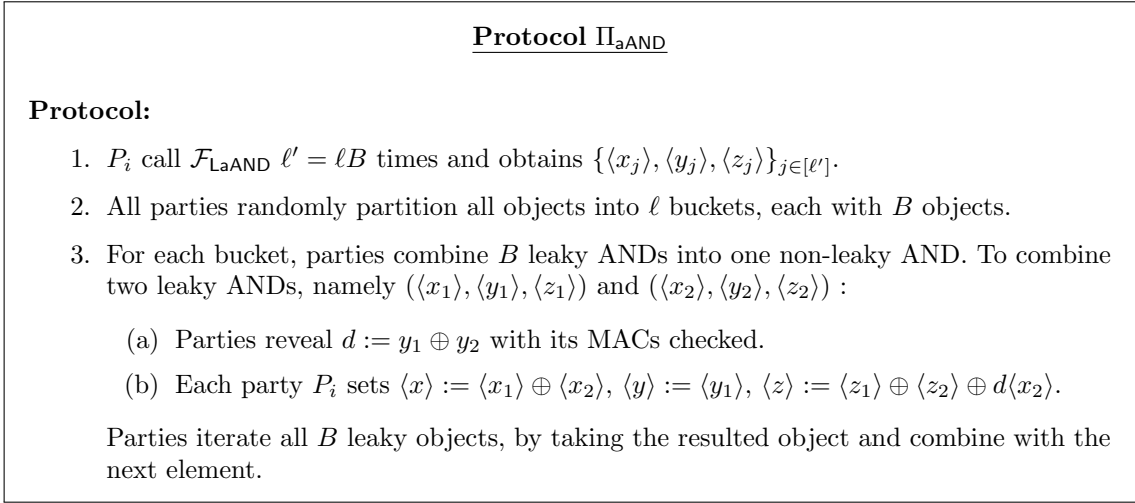 Protocol Π_aAND
Protocol:
1. P_i call F_LaAND ℓ′ = ℓB times and obtains {⟨x_j⟩, ⟨y_j⟩, ⟨z_j⟩}_{j∈[ℓ′]}.
2. All parties randomly partition all objects into ℓ buckets, each with B objects.
3. For each bucket, parties combine B leaky ANDs into one non-leaky AND. To combine
two leaky ANDs, namely (⟨x_1⟩, ⟨y_1⟩, ⟨z_1⟩) and (⟨x_2⟩, ⟨y_2⟩, ⟨z_2⟩) :
(a) Parties reveal d := y_1 ⊕ y_2 with its MACs checked.
(b) Each party P_i sets ⟨x⟩ := ⟨x_1⟩ ⊕ ⟨x_2⟩, ⟨y⟩ := ⟨y_1⟩, ⟨z⟩ := ⟨z_1⟩ ⊕ ⟨z_2⟩ ⊕ d⟨x_2⟩.
Parties iterate all B leaky objects, by taking the resulted object and combine with the
next element.